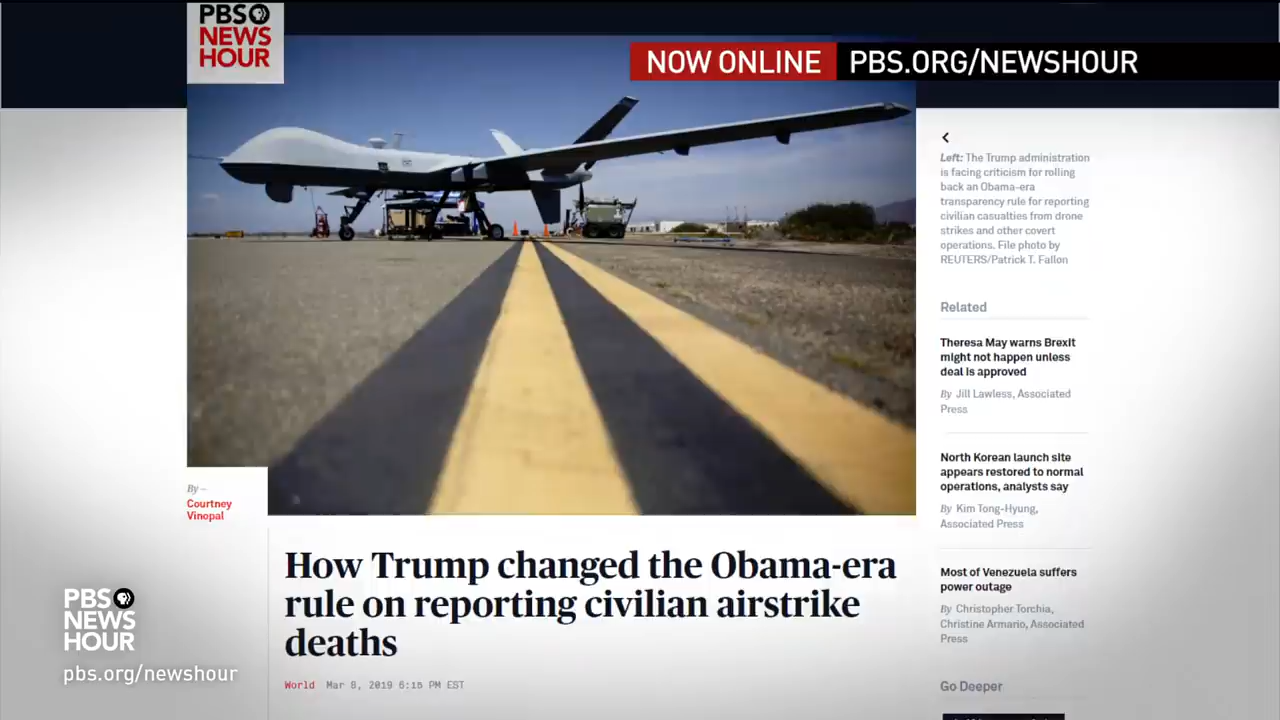 PBS
NEWS
HOUR
NOW ONLINE
PBS.ORG/NEWSHOUR
Left: The Trump administration
is facing criticism for rolling
back an Obama-era
transparency rule for reporting
civilian casualties from drone
strikes and other covert
operations. File photo by
REUTERS/Patrick T. Fallon
Related
Theresa May warns Brexit
might not happen unless
deal is approved
By Jill Lawless, Associated
Press
North Korean launch site
appears restored to normal
operations, analysts say
By Kim Tong-Hyung,
Associated Press
Most of Venezuela suffers
power outage
By Christopher Torchia,
Christine Armario, Associated
Press
Go Deeper
By —
Courtney
Vinopal
How Trump changed the Obama-era
rule on reporting civilian airstrike
deaths
World Mar 8, 2019 6:15 PM EST
PBS
NEWS
HOUR
pbs.org/newshour